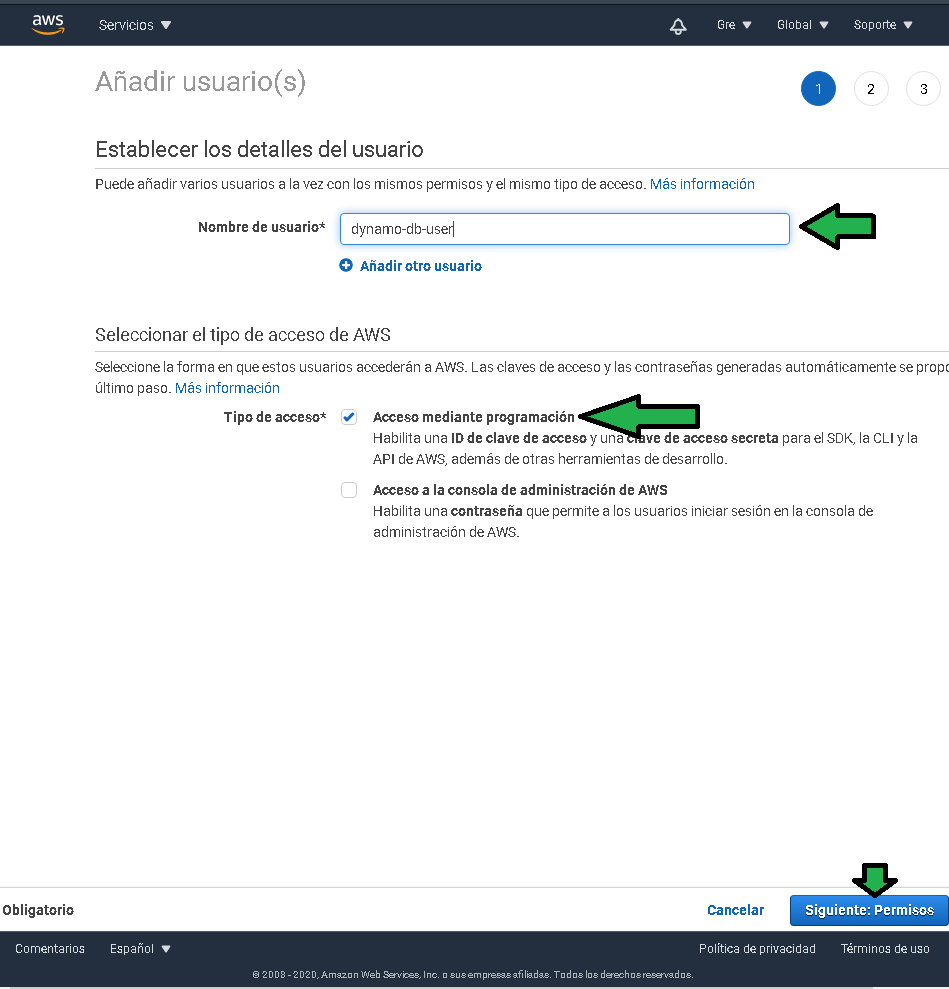 aws
Servicios
Gre
Global
Soporte
Añadir usuario(s)
1
2
3
Establecer los detalles del usuario
Puede añadir varios usuarios a la vez con los mismos permisos y el mismo tipo de acceso. Más información
Nombre de usuario*
dynamo-db-user
Añadir otro usuario
Seleccionar el tipo de acceso de AWS
Seleccione la forma en que estos usuarios accederán a AWS. Las claves de acceso y las contraseñas generadas automáticamente se propo
último paso. Más información
Tipo de acceso*
Acceso mediante programación
Habilita una ID de clave de acceso y una clave de acceso secreta para el SDK, la CLI y la
API de AWS, además de otras herramientas de desarrollo.
Acceso a la consola de administración de AWS
Habilita una contraseña que permite a los usuarios iniciar sesión en la consola de
administración de AWS.
Obligatorio
Cancelar
Siguiente: Permisos
Comentarios
Español
Política de privacidad
Términos de uso
© 2008 - 2020, Amazon Web Services, Inc. o sus empresas afiliadas. Todos los derechos reservados.